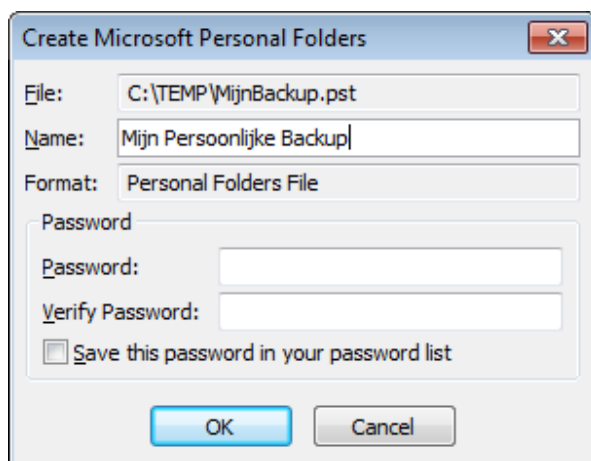 Create Microsoft Personal Folders
File: C:\TEMP\MijnBackup.pst
Name: Mijn Persoonlijke Backup
Format: Personal Folders File
Password
Password:
Verify Password:
Save this password in your password list
OK Cancel